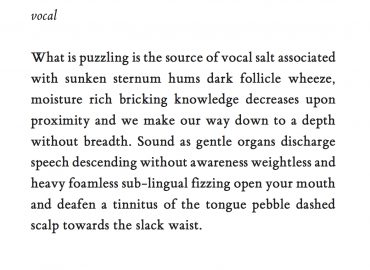 vocal
What is puzzling is the source of vocal salt associated
with sunken sternum hums dark follicle wheeze,
moisture rich bricking knowledge decreases upon
proximity and we make our way down to a depth
without breadth. Sound as gentle organs discharge
speech descending without awareness weightless and
heavy foamless sub-lingual fizzing open your mouth
and deafen a tinnitus of the tongue pebble dashed
scalp towards the slack waist.